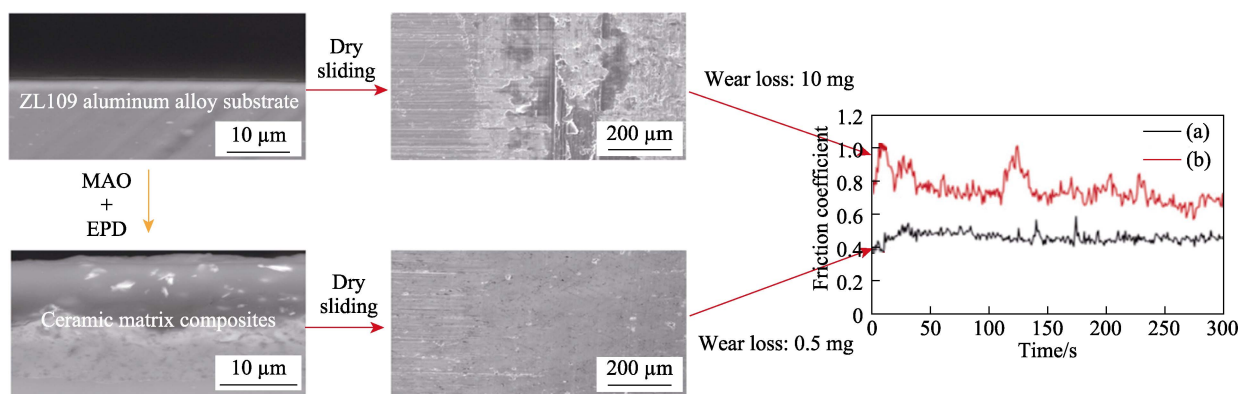 ZL109 aluminum alloy substrate
10 μm
Dry
sliding
200 μm
Wear loss: 10 mg
MAO
+
EPD
Ceramic matrix composites
10 μm
Dry
sliding
200 μm
Wear loss: 0.5 mg
Friction coefficient
1.2
1.0
0.8
0.6
0.4
0.2
0
(a)
(b)
0 50 100 150 200 250 300
Time/s